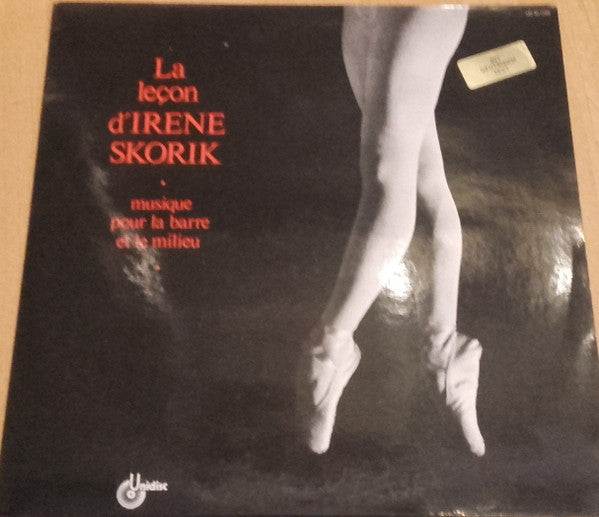 La
leçon
d'IRENE
SKORIK
musique
pour la barre
et le milieu
Unidisc